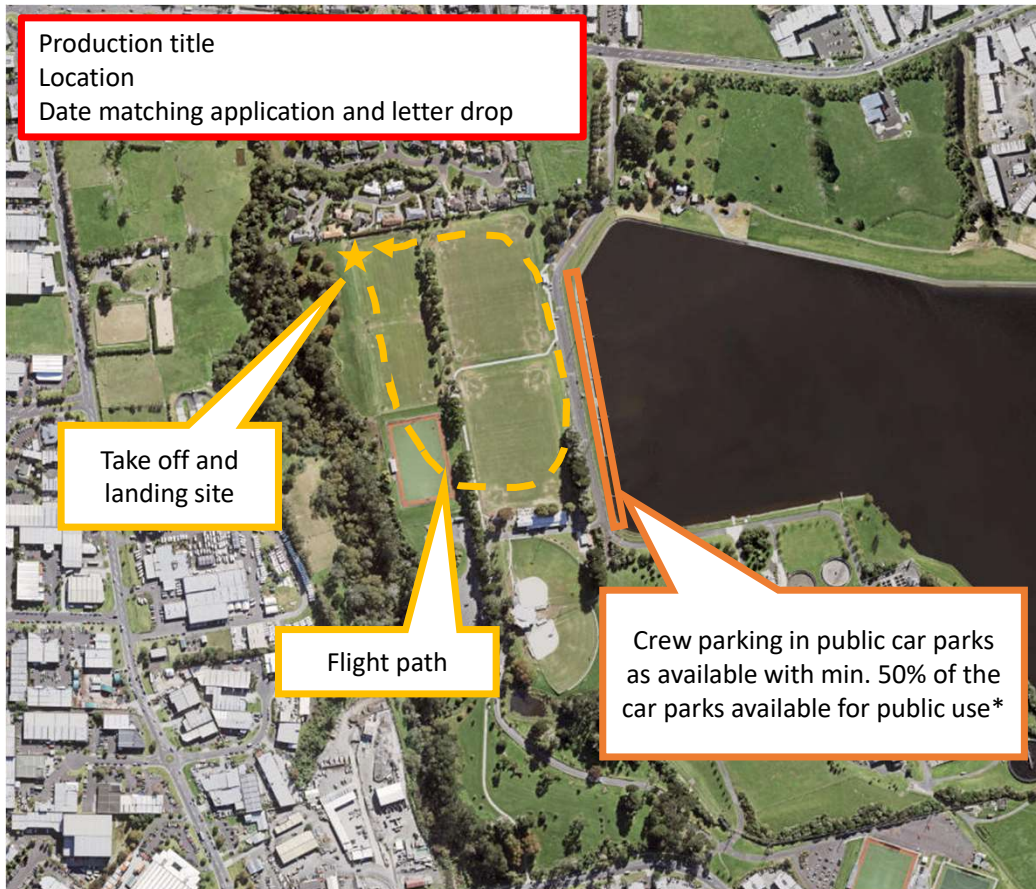 Production title
Location
Date matching application and letter drop
Take off and
landing site
Flight path
Crew parking in public car parks
as available with min. 50% of the
car parks available for public use*